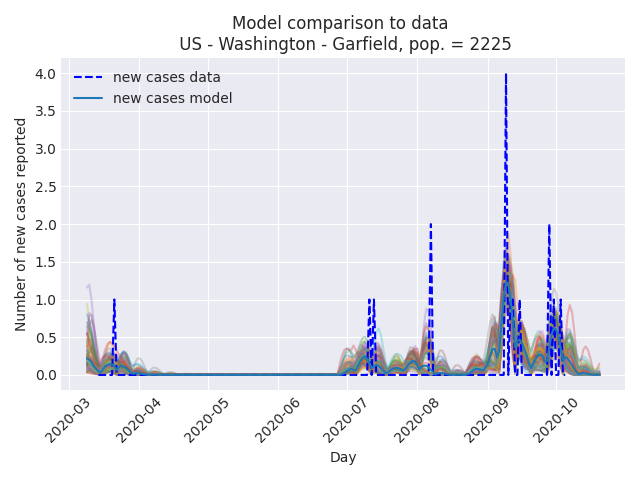 Model comparison to data
US - Washington - Garfield, pop. = 2225
new cases data
new cases model
Number of new cases reported
4.0
3.5
3.0
2.5
2.0
1.5
1.0
0.5
0.0
2020-03
2020-04
2020-05
2020-06
2020-07
2020-08
2020-09
2020-10
Day